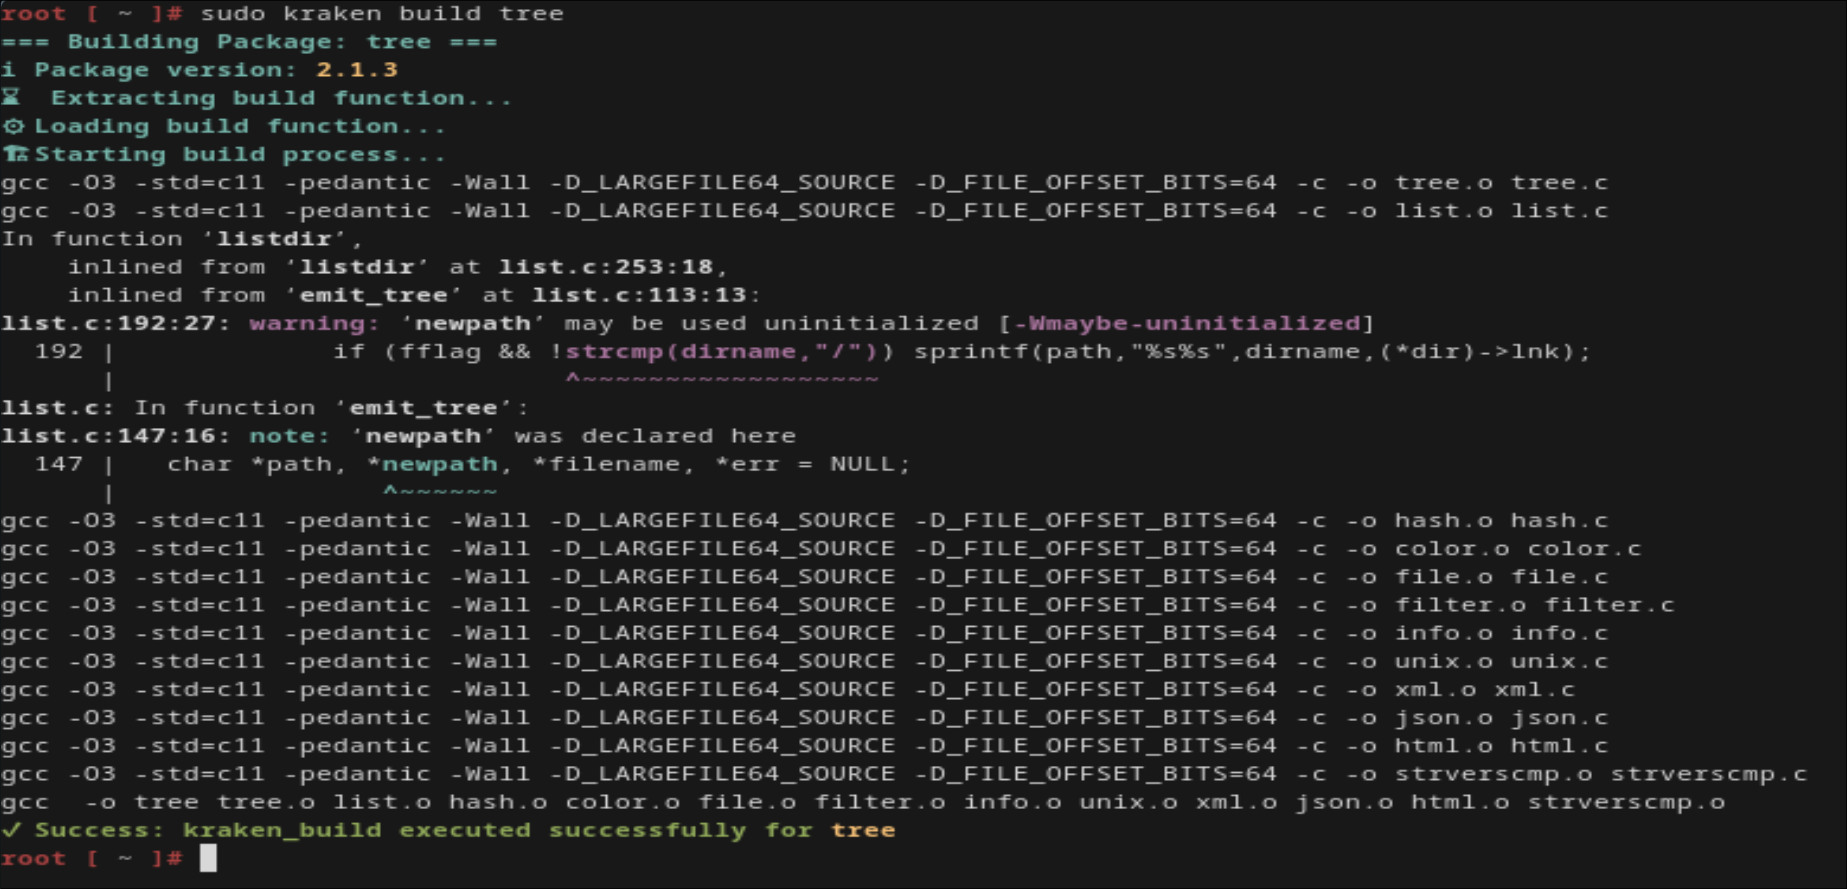 root [ ~ ]# sudo kraken build tree
=== Building Package: tree ===
i Package version: 2.1.3
⌛ Extracting build function...
⚙ Loading build function...
🏗 Starting build process...
gcc -O3 -std=c11 -pedantic -Wall -D_LARGEFILE64_SOURCE -D_FILE_OFFSET_BITS=64 -c -o tree.o tree.c
gcc -O3 -std=c11 -pedantic -Wall -D_LARGEFILE64_SOURCE -D_FILE_OFFSET_BITS=64 -c -o list.o list.c
In function ‘listdir’,
    inlined from ‘listdir’ at list.c:253:18,
    inlined from ‘emit_tree’ at list.c:113:13:
list.c:192:27: warning: ‘newpath’ may be used uninitialized [-Wmaybe-uninitialized]
  192 |             if (fflag && !strcmp(dirname,"/")) sprintf(path,"%s%s",dirname,(*dir)->lnk);
      |                           ^~~~~~~~~~~~~~~~~~~
list.c: In function ‘emit_tree’:
list.c:147:16: note: ‘newpath’ was declared here
  147 |   char *path, *newpath, *filename, *err = NULL;
      |                ^~~~~~~
gcc -O3 -std=c11 -pedantic -Wall -D_LARGEFILE64_SOURCE -D_FILE_OFFSET_BITS=64 -c -o hash.o hash.c
gcc -O3 -std=c11 -pedantic -Wall -D_LARGEFILE64_SOURCE -D_FILE_OFFSET_BITS=64 -c -o color.o color.c
gcc -O3 -std=c11 -pedantic -Wall -D_LARGEFILE64_SOURCE -D_FILE_OFFSET_BITS=64 -c -o file.o file.c
gcc -O3 -std=c11 -pedantic -Wall -D_LARGEFILE64_SOURCE -D_FILE_OFFSET_BITS=64 -c -o filter.o filter.c
gcc -O3 -std=c11 -pedantic -Wall -D_LARGEFILE64_SOURCE -D_FILE_OFFSET_BITS=64 -c -o info.o info.c
gcc -O3 -std=c11 -pedantic -Wall -D_LARGEFILE64_SOURCE -D_FILE_OFFSET_BITS=64 -c -o unix.o unix.c
gcc -O3 -std=c11 -pedantic -Wall -D_LARGEFILE64_SOURCE -D_FILE_OFFSET_BITS=64 -c -o xml.o xml.c
gcc -O3 -std=c11 -pedantic -Wall -D_LARGEFILE64_SOURCE -D_FILE_OFFSET_BITS=64 -c -o json.o json.c
gcc -O3 -std=c11 -pedantic -Wall -D_LARGEFILE64_SOURCE -D_FILE_OFFSET_BITS=64 -c -o html.o html.c
gcc -O3 -std=c11 -pedantic -Wall -D_LARGEFILE64_SOURCE -D_FILE_OFFSET_BITS=64 -c -o strverscmp.o strverscmp.c
gcc  -o tree tree.o list.o hash.o color.o file.o filter.o info.o unix.o xml.o json.o html.o strverscmp.o
✓ Success: kraken_build executed successfully for tree
root [ ~ ]#